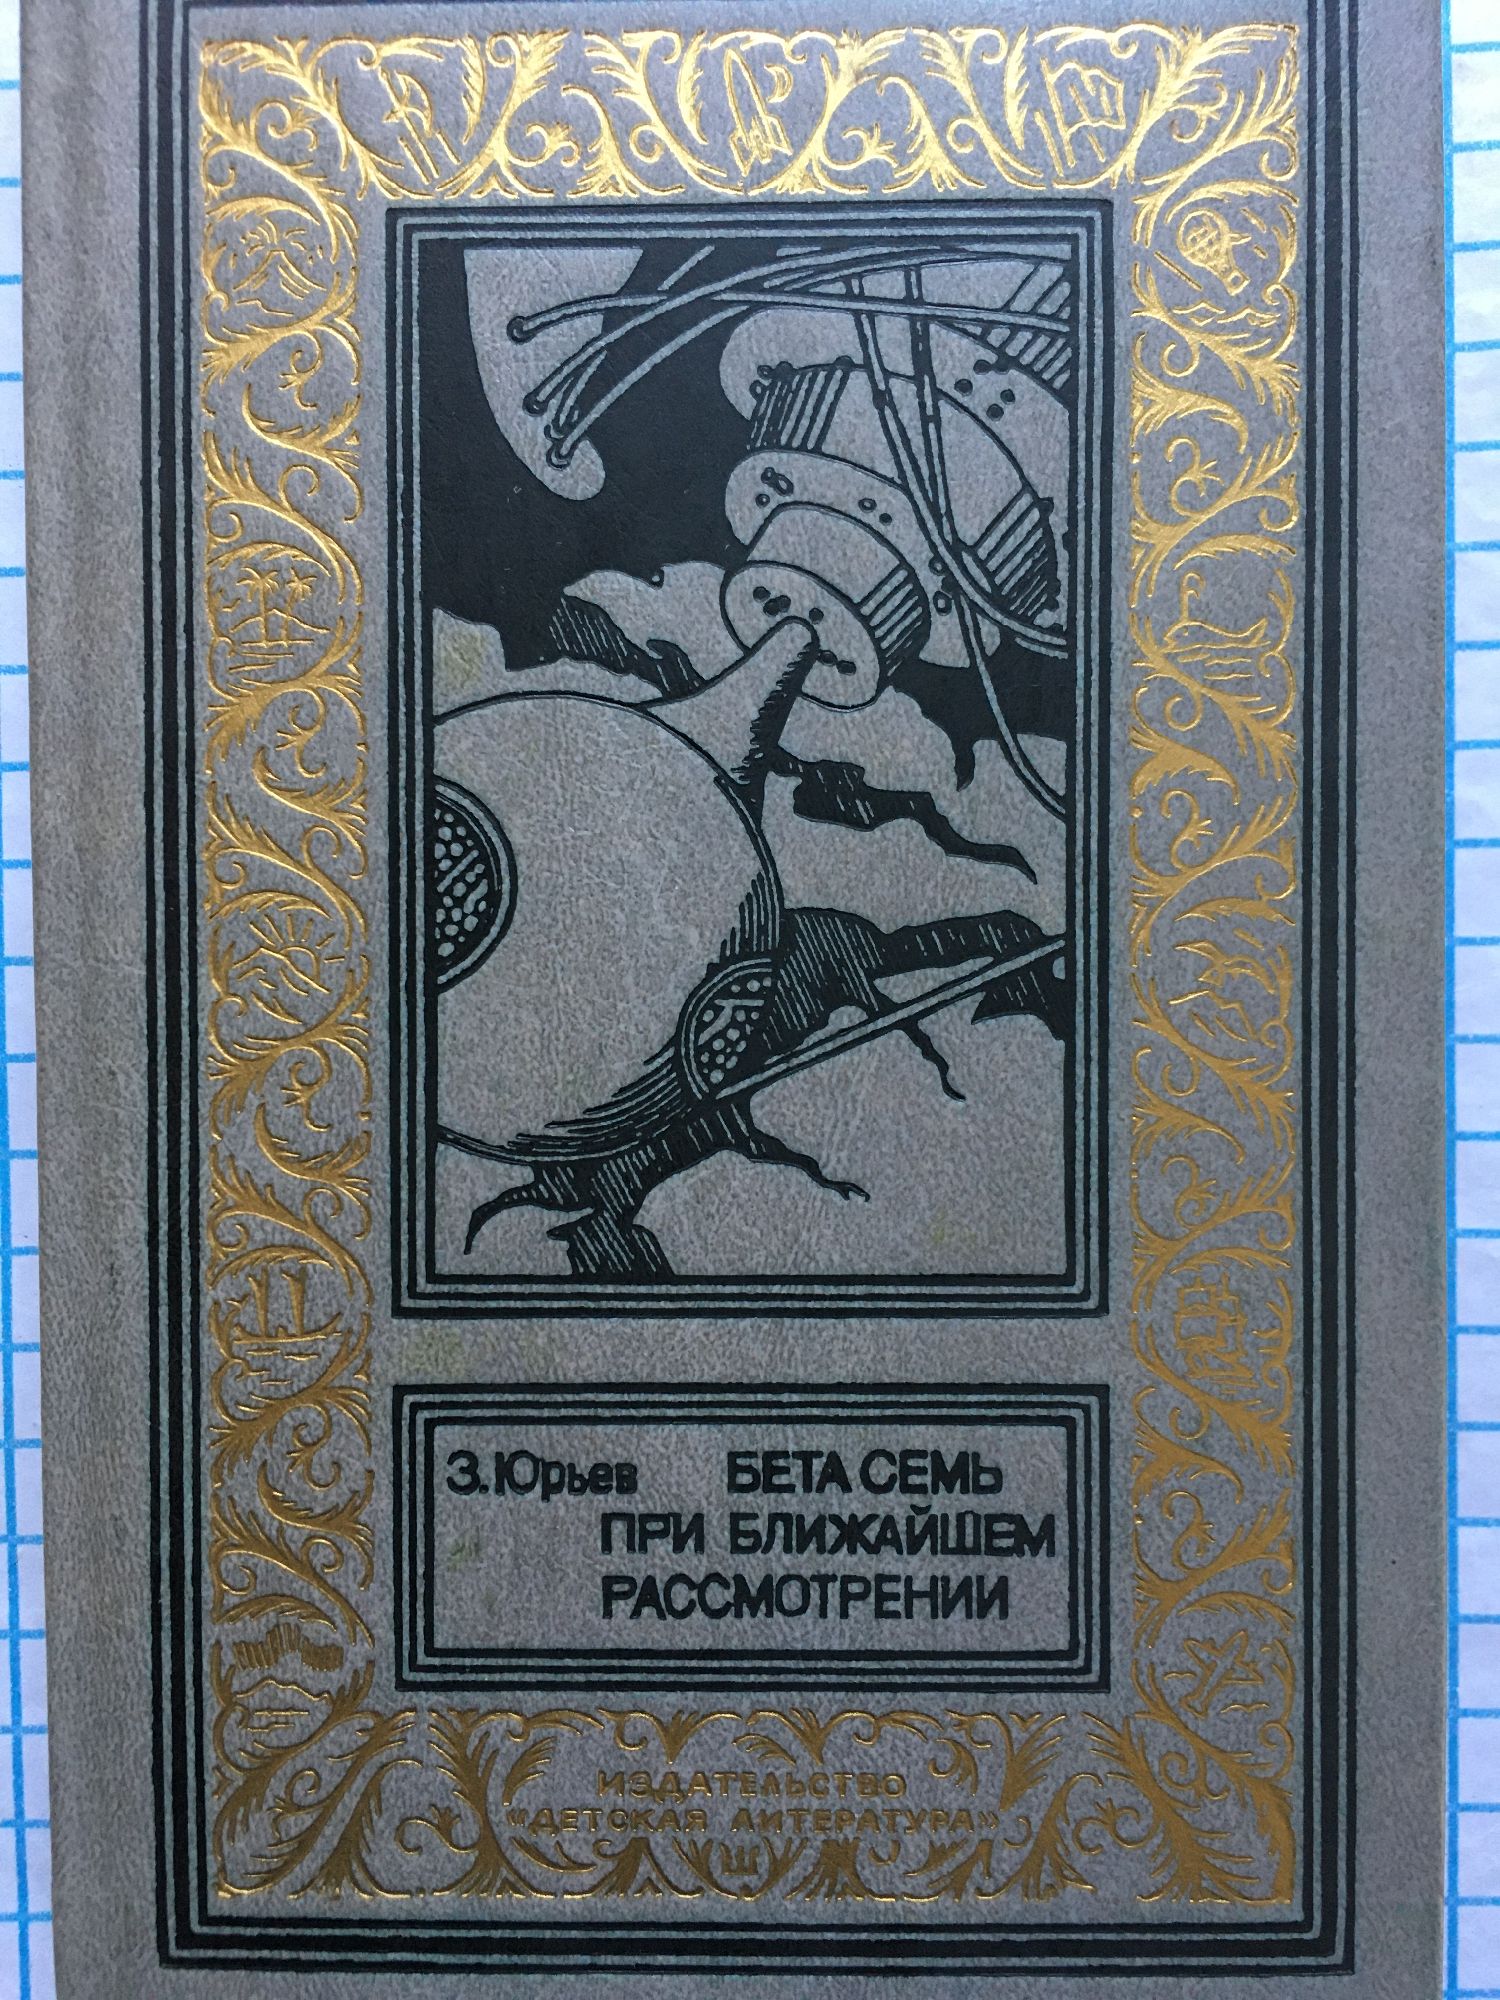 З. Юрьев БЕТА СЕМЬ
ПРИ БЛИЖАЙШЕМ
РАССМОТРЕНИИ
ИЗДАТЕЛЬСТВО
«ДЕТСКАЯ ЛИТЕРАТУРА»